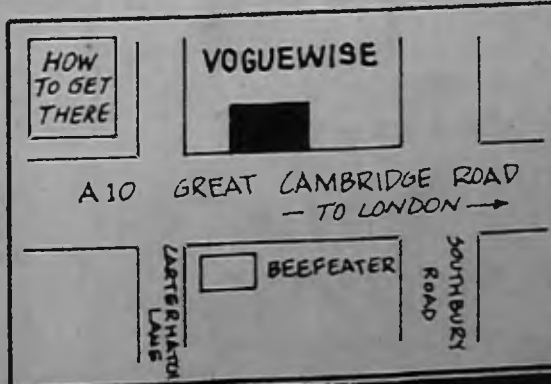 HOW
TO GET
THERE
VOGUEWISE
A10 GREAT CAMBRIDGE ROAD
- TO LONDON →
CARTERHATCH
LANE
BEEFEATER
SOUTHBURY
ROAD